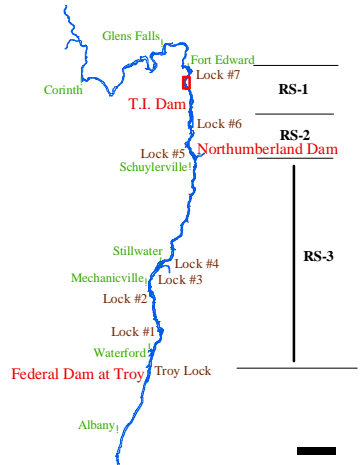 Glens Falls
Fort Edward
Lock #7
Corinth
RS-1
T.I. Dam
Lock #6
RS-2
Northumberland Dam
Lock #5
Schuylerville
Stillwater
RS-3
Lock #4
Mechanicville
Lock #3
Lock #2
Lock #1
Waterford
Federal Dam at Troy
Troy Lock
Albany